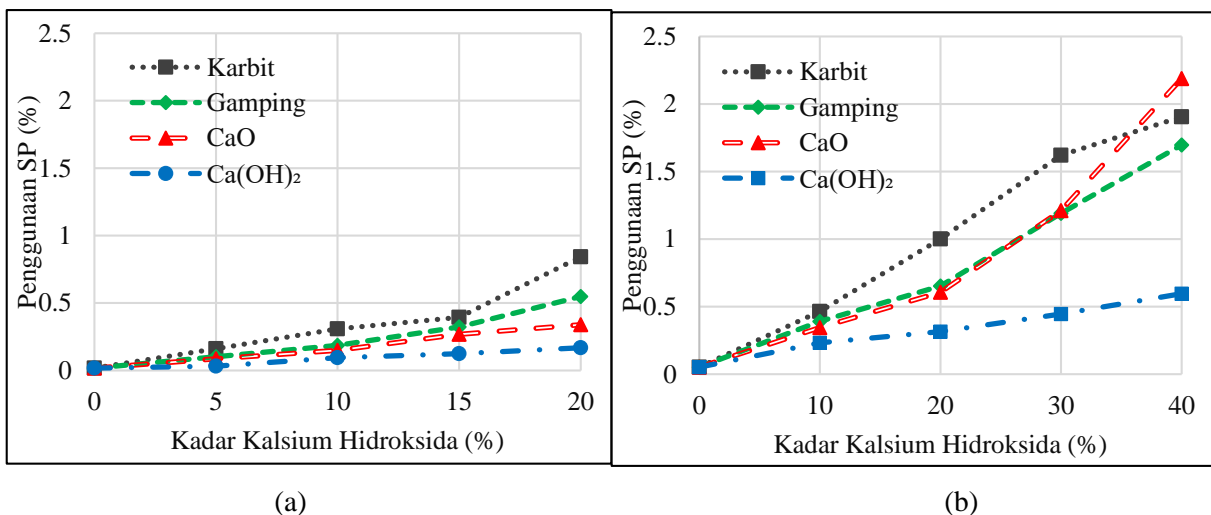 2.5
2
1.5
1
0.5
0
Penggunaan SP (%)
Karbit
Gamping
CaO
Ca(OH)₂
0 5 10 15 20
Kadar Kalsium Hidroksida (%)
(a)
2.5
2
1.5
1
0.5
0
Penggunaan SP (%)
Karbit
Gamping
CaO
Ca(OH)₂
0 10 20 30 40
Kadar Kalsium Hidroksida (%)
(b)